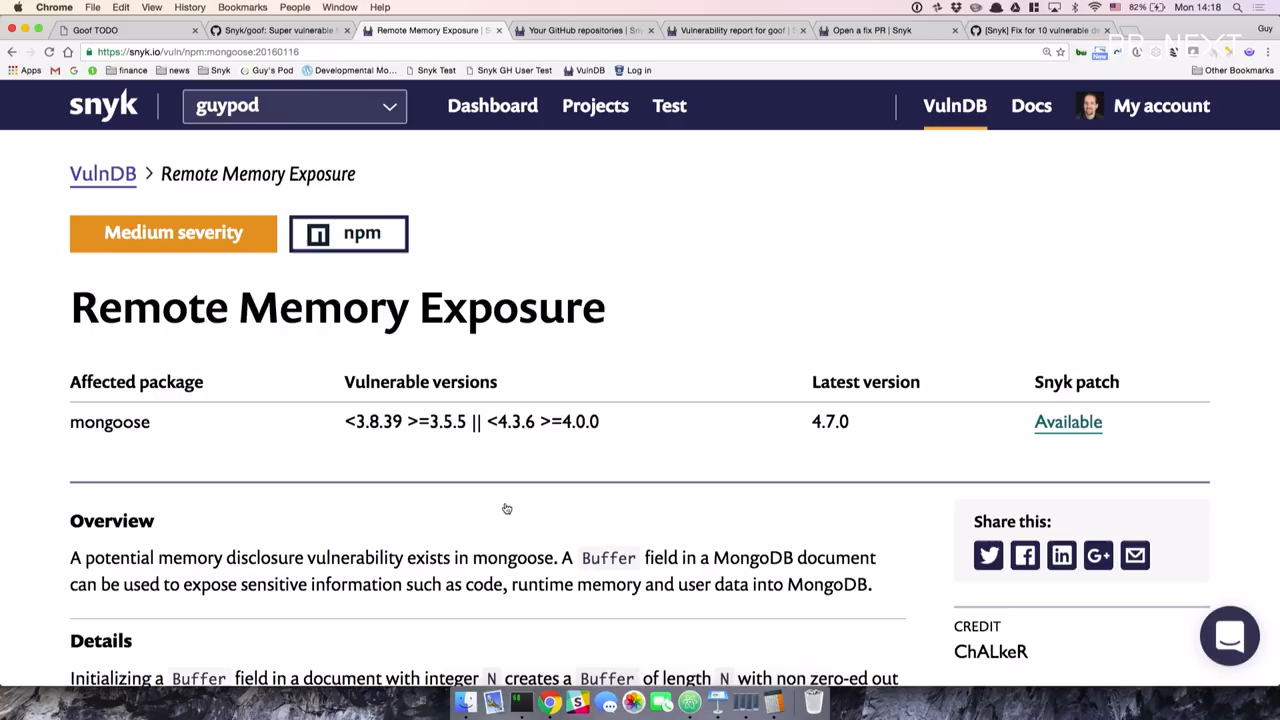 Chrome File Edit View History Bookmarks People Window Help 82% Mon 14:18
Goof TODO Snyk/goof: Super vulnerable Remote Memory Exposure | S Your GitHub repositories | Sny Vulnerability report for goof | Open a fix PR | Snyk [Snyk] Fix for 10 vulnerable de Guy
https://snyk.io/vuln/npm:mongoose:20160116
Apps finance news Snyk Guy's Pod Developmental Mo... Snyk Test Snyk GH User Test VulnDB Log in Other Bookmarks
snyk guypod Dashboard Projects Test VulnDB Docs My account
VulnDB > Remote Memory Exposure
Medium severity npm
Remote Memory Exposure
Affected package Vulnerable versions Latest version Snyk patch
mongoose <3.8.39 >=3.5.5 || <4.3.6 >=4.0.0 4.7.0 Available
Overview
A potential memory disclosure vulnerability exists in mongoose. A Buffer field in a MongoDB document
can be used to expose sensitive information such as code, runtime memory and user data into MongoDB.
Details
Initializing a Buffer field in a document with integer N creates a Buffer of length N with non zero-ed out
Share this:
CREDIT
ChALkeR